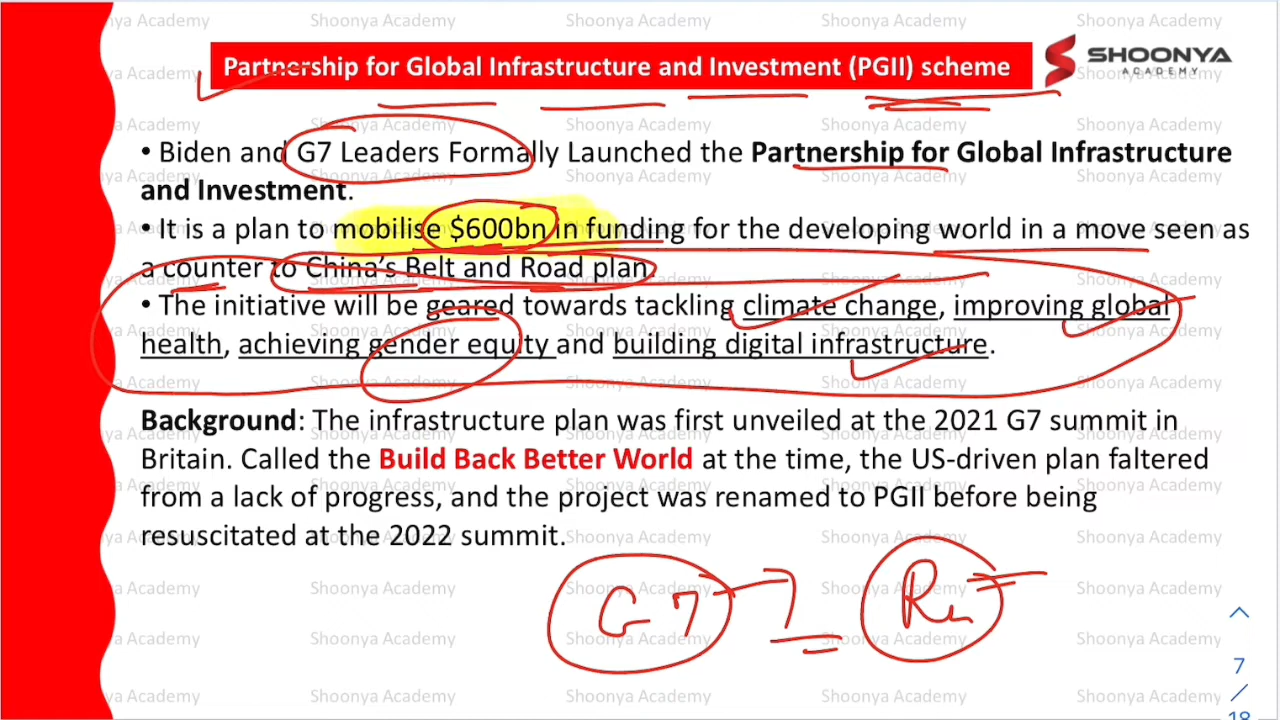 Partnership for Global Infrastructure and Investment (PGII) scheme
SHOONYA
ACADEMY
• Biden and G7 Leaders Formally Launched the Partnership for Global Infrastructure
and Investment.
• It is a plan to mobilise $600bn in funding for the developing world in a move seen as
a counter to China's Belt and Road plan
• The initiative will be geared towards tackling climate change, improving global
health, achieving gender equity and building digital infrastructure.
Background: The infrastructure plan was first unveiled at the 2021 G7 summit in
Britain. Called the Build Back Better World at the time, the US-driven plan faltered
from a lack of progress, and the project was renamed to PGII before being
resuscitated at the 2022 summit.
G7 7
7
/
18